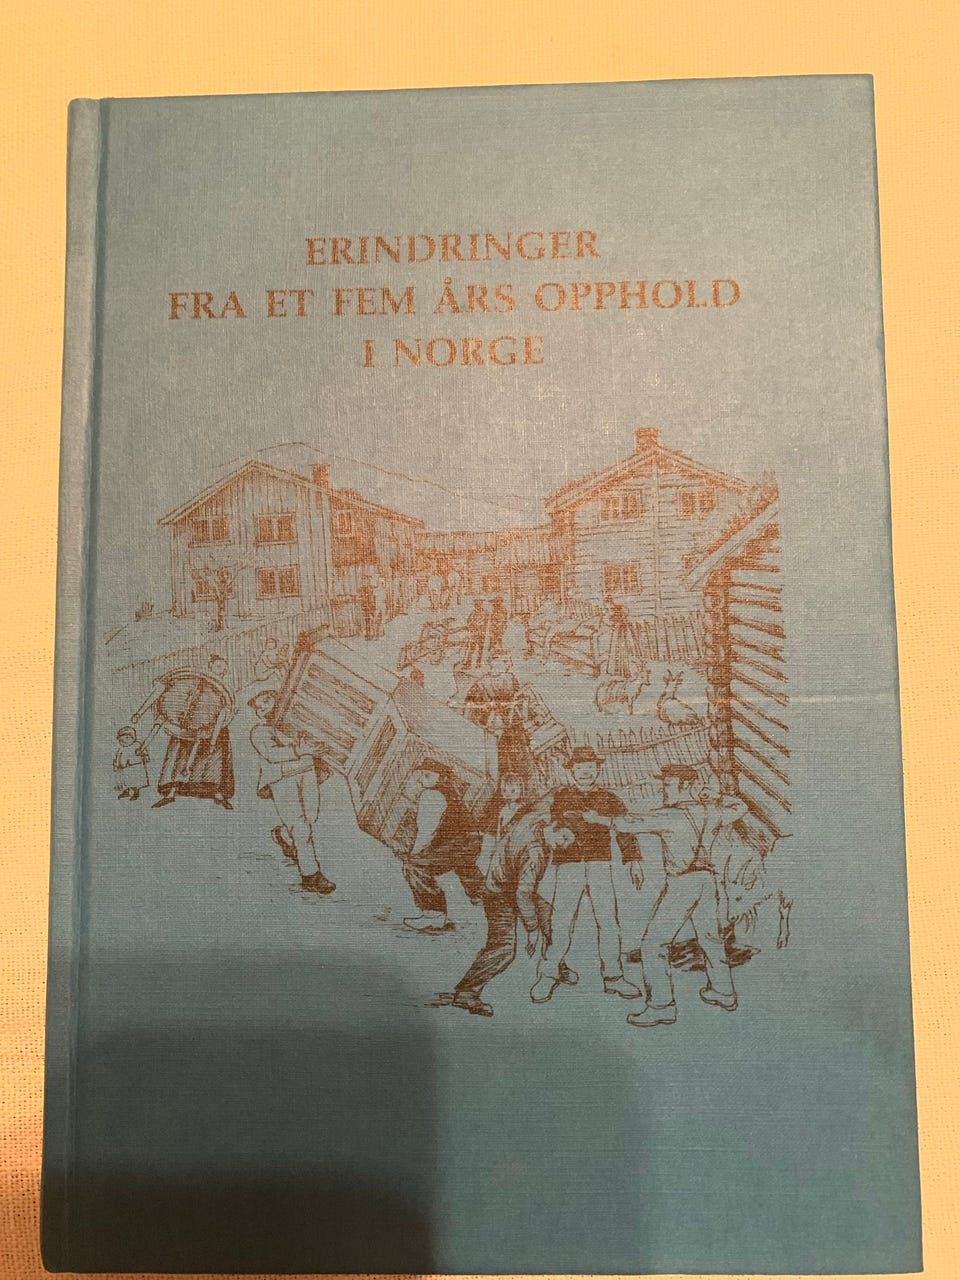 ERINDRINGER
FRA ET FEM ÅRS OPPHOLD
I NORGE